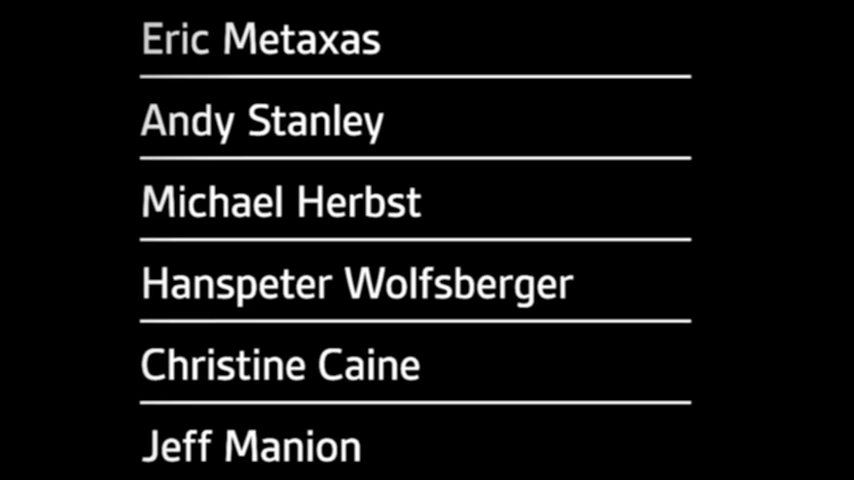 Eric Metaxas
Andy Stanley
Michael Herbst
Hanspeter Wolfsberger
Christine Caine
Jeff Manion